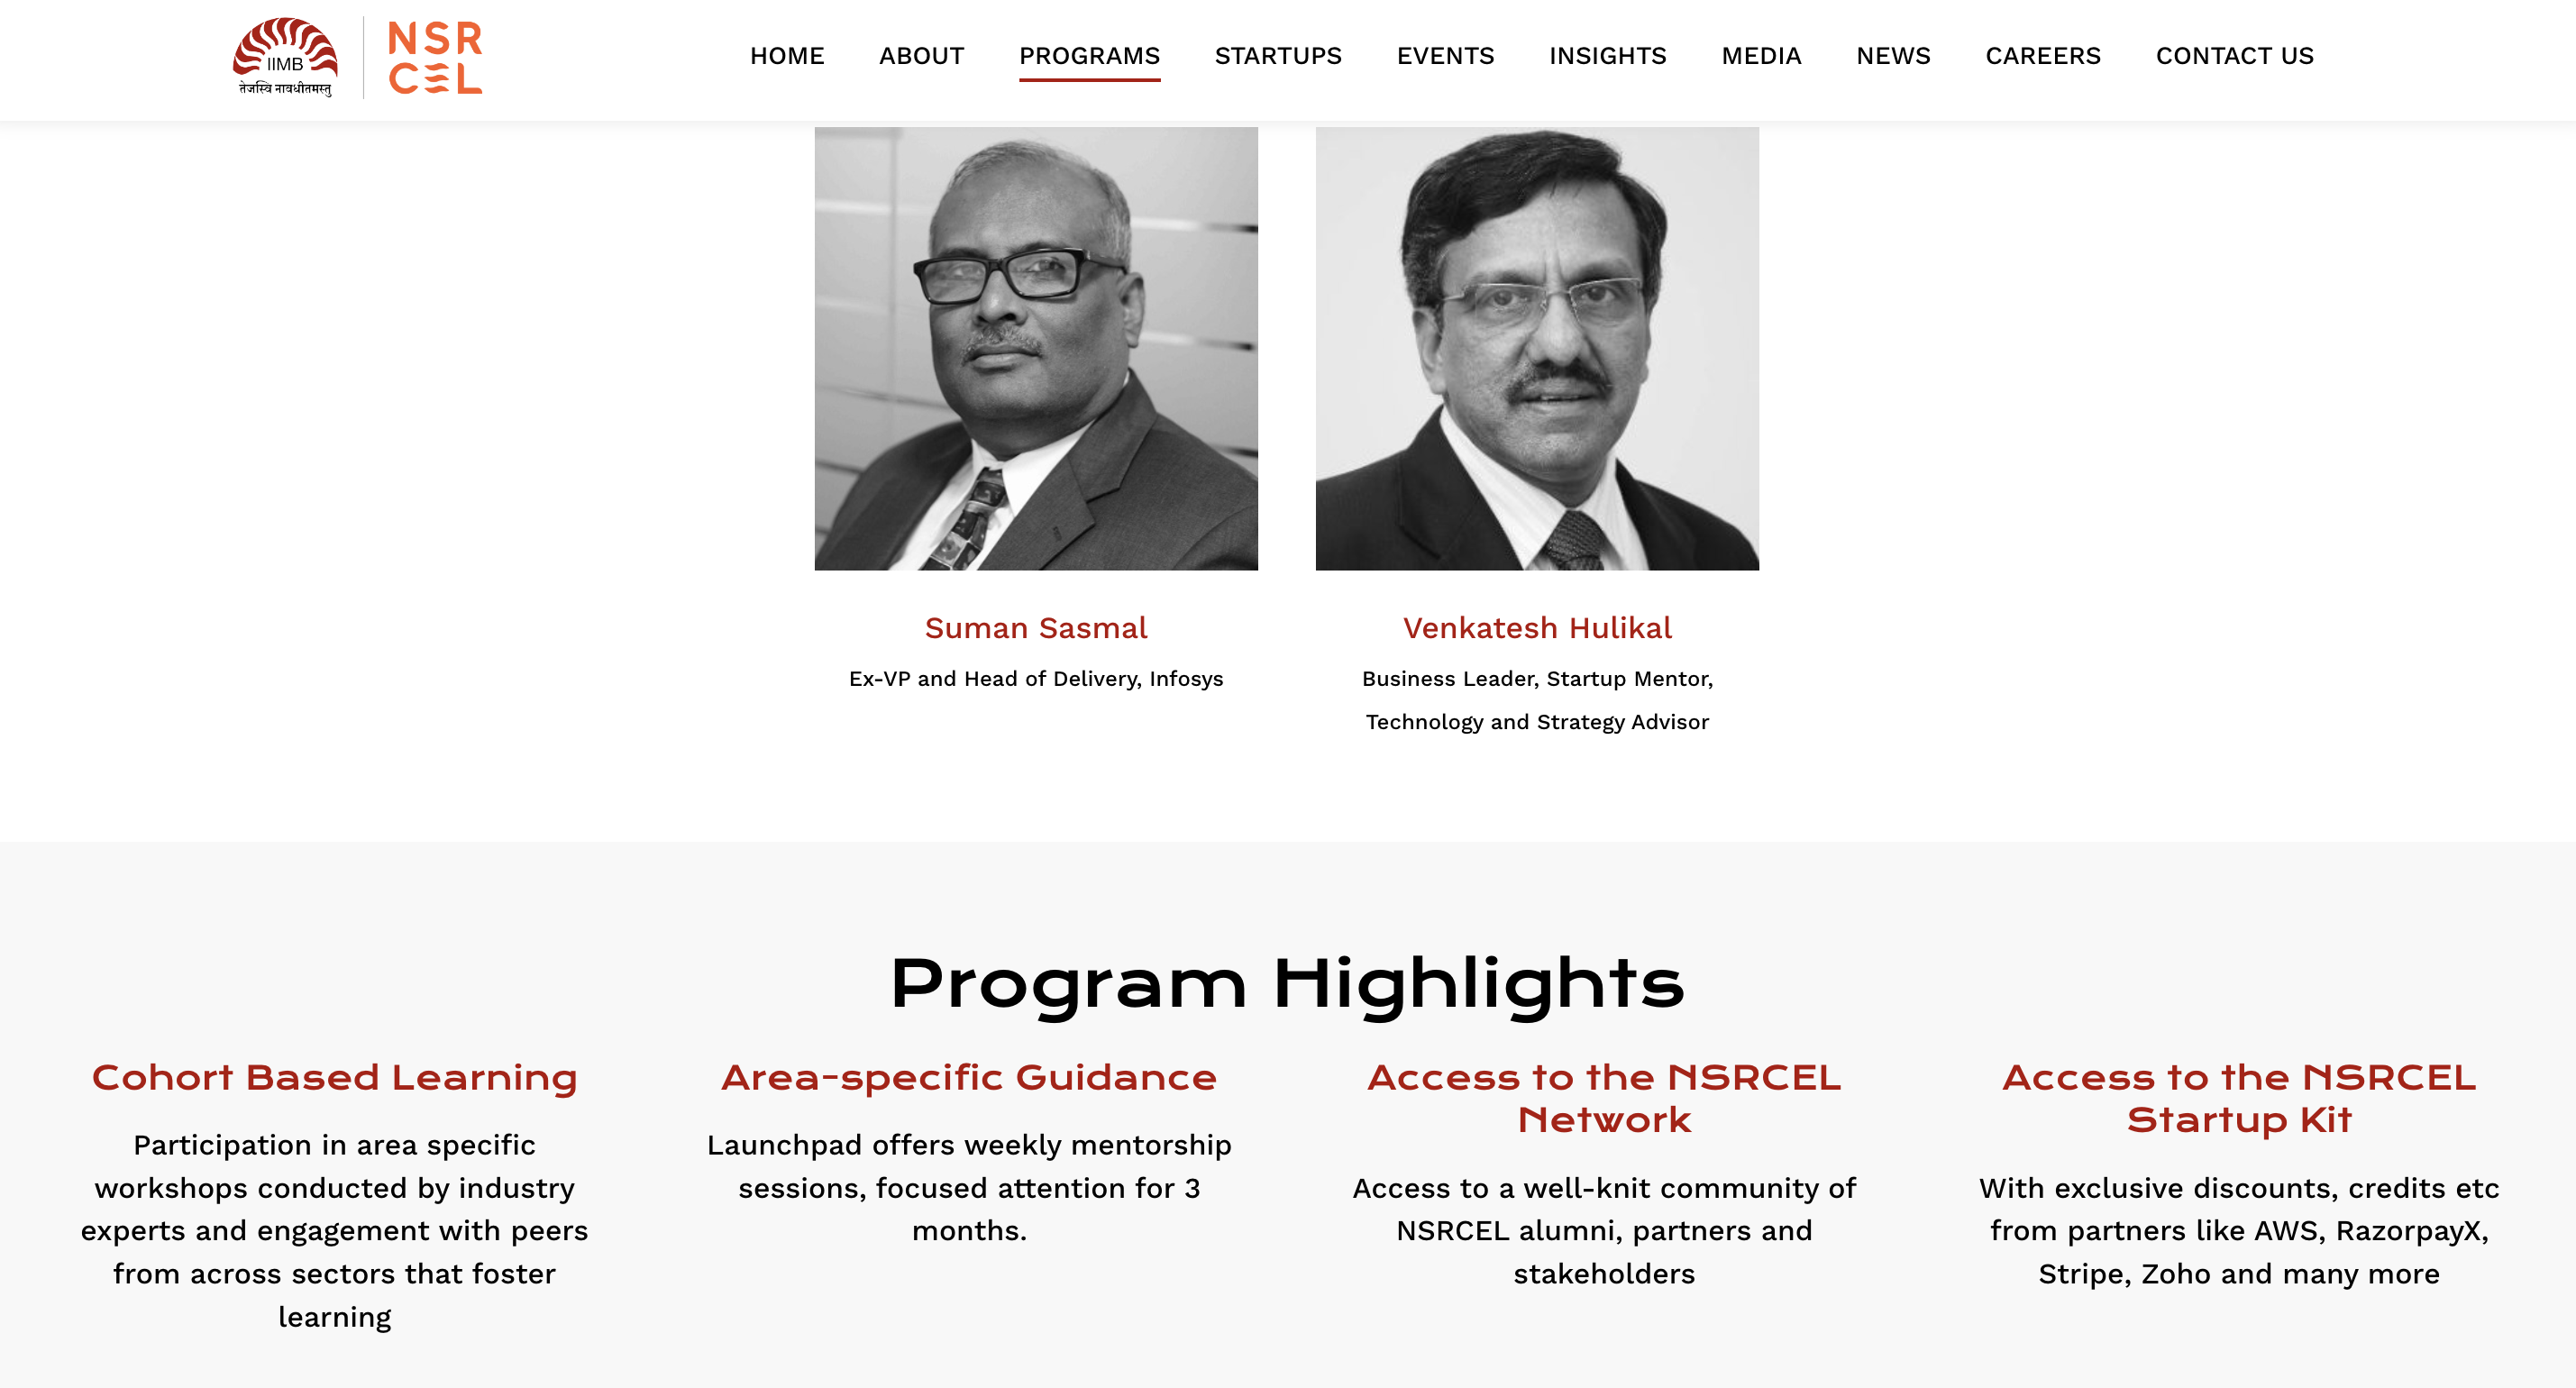 IIMB
तेजस्वि नावधीतमस्तु
NSR
CEL
HOME ABOUT PROGRAMS STARTUPS EVENTS INSIGHTS MEDIA NEWS CAREERS CONTACT US
Suman Sasmal
Ex-VP and Head of Delivery, Infosys
Venkatesh Hulikal
Business Leader, Startup Mentor,
Technology and Strategy Advisor
Program Highlights
Cohort Based Learning
Participation in area specific
workshops conducted by industry
experts and engagement with peers
from across sectors that foster
learning
Area-specific Guidance
Launchpad offers weekly mentorship
sessions, focused attention for 3
months.
Access to the NSRCEL
Network
Access to a well-knit community of
NSRCEL alumni, partners and
stakeholders
Access to the NSRCEL
Startup Kit
With exclusive discounts, credits etc
from partners like AWS, RazorpayX,
Stripe, Zoho and many more